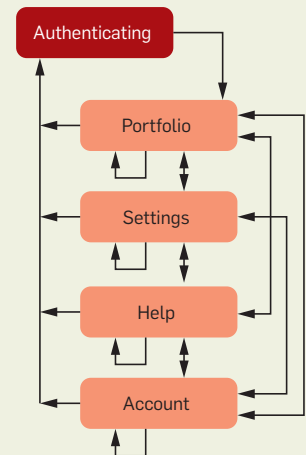 Authenticating
Portfolio
Settings
Help
Account